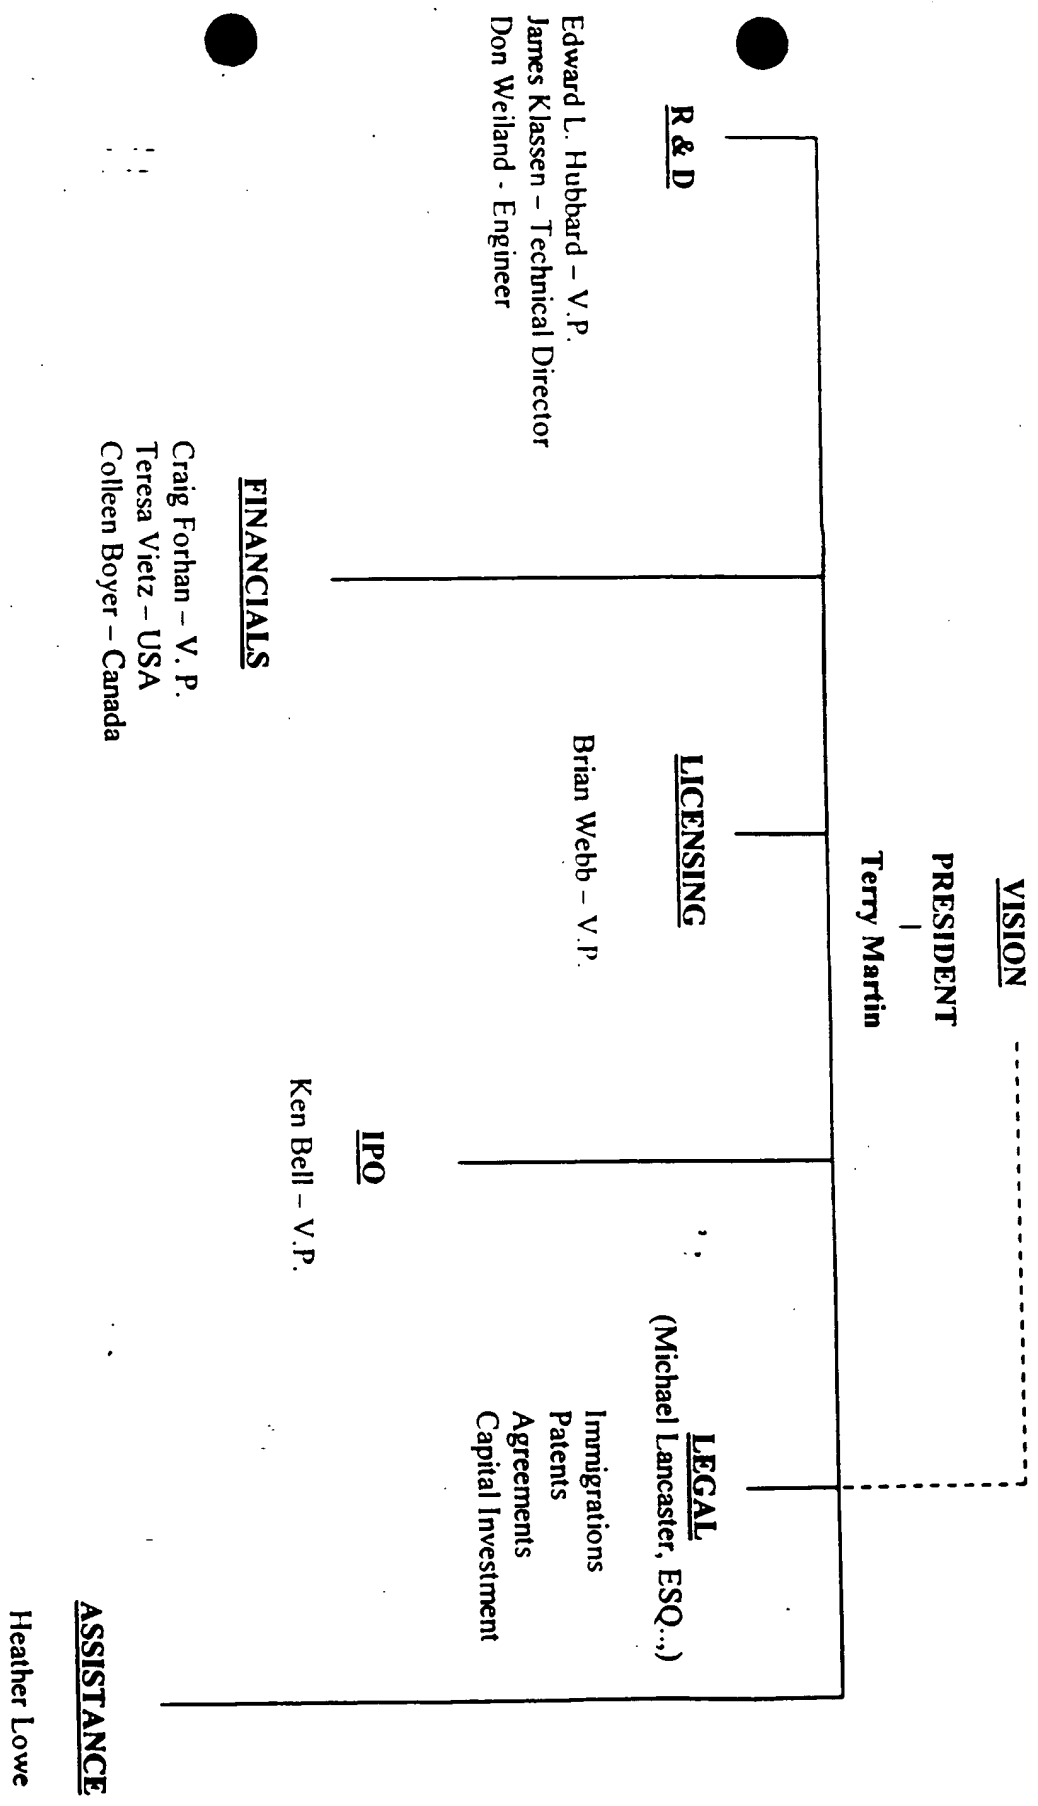 VISION
PRESIDENT
Terry Martin
R & D
Edward L. Hubbard – V.P.
James Klassen – Technical Director
Don Weiland - Engineer
FINANCIALS
Craig Forhan – V. P.
Teresa Vietz – USA
Colleen Boyer – Canada
LICENSING
Brian Webb – V.P.
IPO
Ken Bell – V.P.
LEGAL
(Michael Lancaster, ESQ..,)
Immigrations
Patents
Agreements
Capital Investment
ASSISTANCE
Heather Lowe